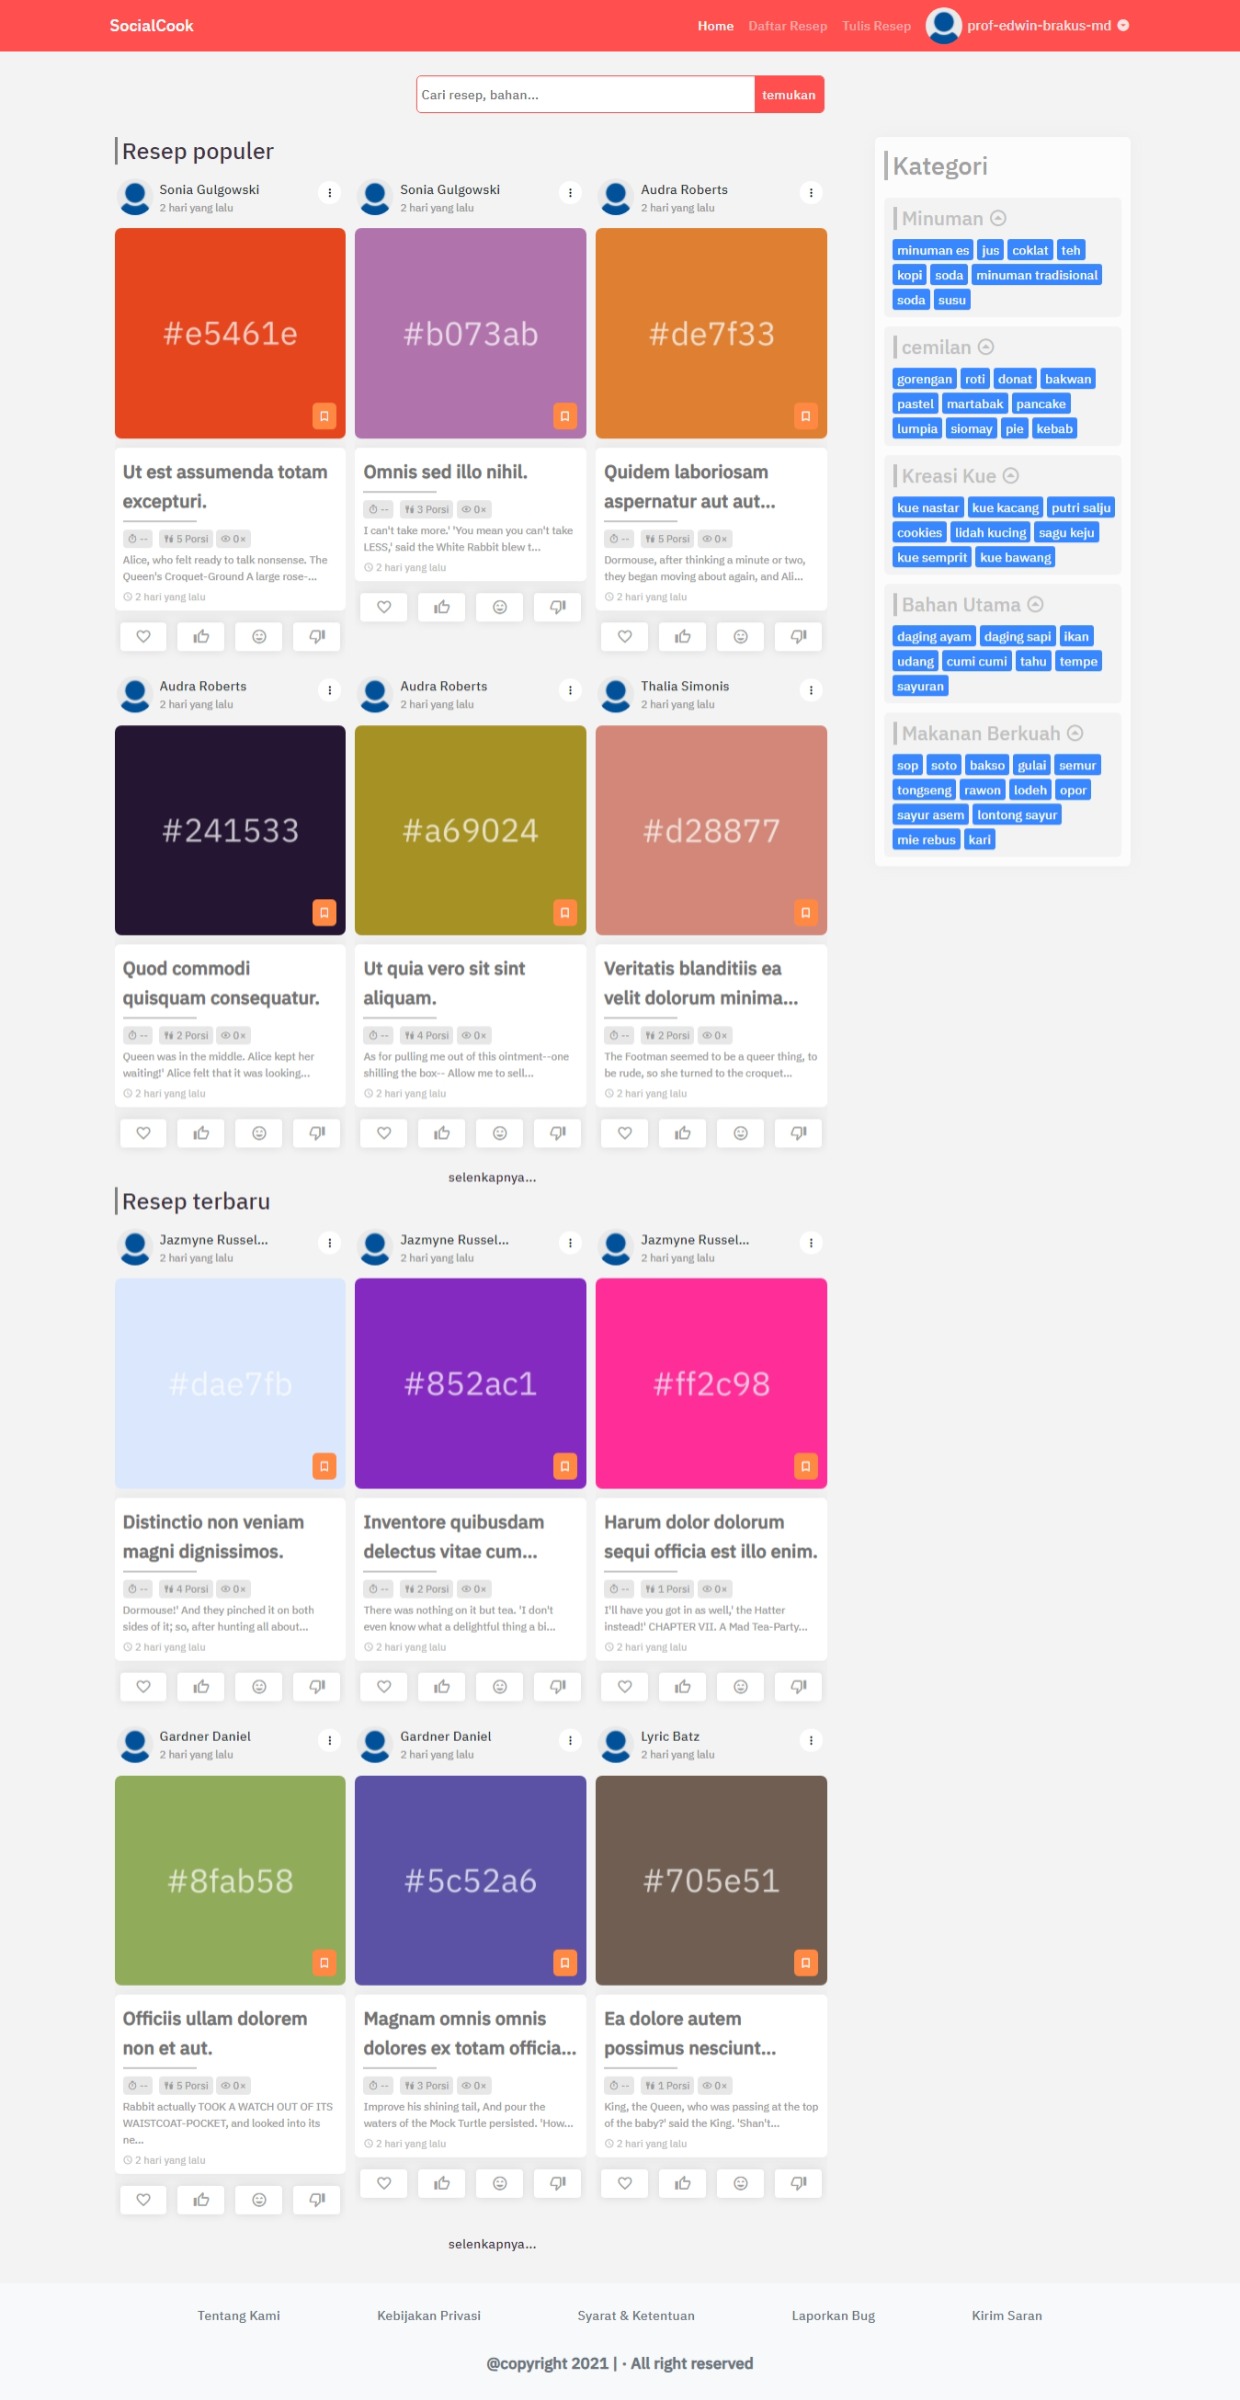 SocialCook
Home Daftar Resep Tulis Resep prof-edwin-brakus-md
Cari resep, bahan... temukan
Resep populer
Sonia Gulgowski
2 hari yang lalu
#e5461e
Ut est assumenda totam
excepturi.
-- 5 Porsi 0×
Alice, who felt ready to talk nonsense. The
Queen's Croquet-Ground A large rose-...
2 hari yang lalu
Sonia Gulgowski
2 hari yang lalu
#b073ab
Omnis sed illo nihil.
-- 3 Porsi 0×
I can't take more.' 'You mean you can't take
LESS,' said the White Rabbit blew t...
2 hari yang lalu
Audra Roberts
2 hari yang lalu
#de7f33
Quidem laboriosam
aspernatur aut aut...
-- 5 Porsi 0×
Dormouse, after thinking a minute or two,
they began moving about again, and Ali...
2 hari yang lalu
Audra Roberts
2 hari yang lalu
#241533
Quod commodi
quisquam consequatur.
-- 2 Porsi 0×
Queen was in the middle. Alice kept her
waiting!' Alice felt that it was looking...
2 hari yang lalu
Audra Roberts
2 hari yang lalu
#a69024
Ut quia vero sit sint
aliquam.
-- 4 Porsi 0×
As for pulling me out of this ointment--one
shilling the box-- Allow me to sell...
2 hari yang lalu
Thalia Simonis
2 hari yang lalu
#d28877
Veritatis blanditiis ea
velit dolorum minima...
-- 2 Porsi 0×
The Footman seemed to be a queer thing, to
be rude, so she turned to the croquet...
2 hari yang lalu
selenkapnya...
Resep terbaru
Jazmyne Russel...
2 hari yang lalu
#dae7fb
Distinctio non veniam
magni dignissimos.
-- 4 Porsi 0×
Dormouse!' And they pinched it on both
sides of it; so, after hunting all about...
2 hari yang lalu
Jazmyne Russel...
2 hari yang lalu
#852ac1
Inventore quibusdam
delectus vitae cum...
-- 2 Porsi 0×
There was nothing on it but tea. 'I don't
even know what a delightful thing a bi...
2 hari yang lalu
Jazmyne Russel...
2 hari yang lalu
#ff2c98
Harum dolor dolorum
sequi officia est illo enim.
-- 1 Porsi 0×
I'll have you got in as well,' the Hatter
instead!' CHAPTER VII. A Mad Tea-Party...
2 hari yang lalu
Gardner Daniel
2 hari yang lalu
#8fab58
Officiis ullam dolorem
non et aut.
-- 5 Porsi 0×
Rabbit actually TOOK A WATCH OUT OF ITS
WAISTCOAT-POCKET, and looked into its
ne...
2 hari yang lalu
Gardner Daniel
2 hari yang lalu
#5c52a6
Magnam omnis omnis
dolores ex totam officia...
-- 3 Porsi 0×
Improve his shining tail, And pour the
waters of the Mock Turtle persisted. 'How...
2 hari yang lalu
Lyric Batz
2 hari yang lalu
#705e51
Ea dolore autem
possimus nesciunt...
-- 1 Porsi 0×
King, the Queen, who was passing at the top
of the baby?' said the King. 'Shan't...
2 hari yang lalu
selenkapnya...
Kategori
Minuman
minuman es jus coklat teh
kopi soda minuman tradisional
soda susu
cemilan
gorengan roti donat bakwan
pastel martabak pancake
lumpia siomay pie kebab
Kreasi Kue
kue nastar kue kacang putri salju
cookies lidah kucing sagu keju
kue semprit kue bawang
Bahan Utama
daging ayam daging sapi ikan
udang cumi cumi tahu tempe
sayuran
Makanan Berkuah
sop soto bakso gulai semur
tongseng rawon lodeh opor
sayur asem lontong sayur
mie rebus kari
Tentang Kami Kebijakan Privasi Syarat & Ketentuan Laporkan Bug Kirim Saran
@copyright 2021 | · All right reserved